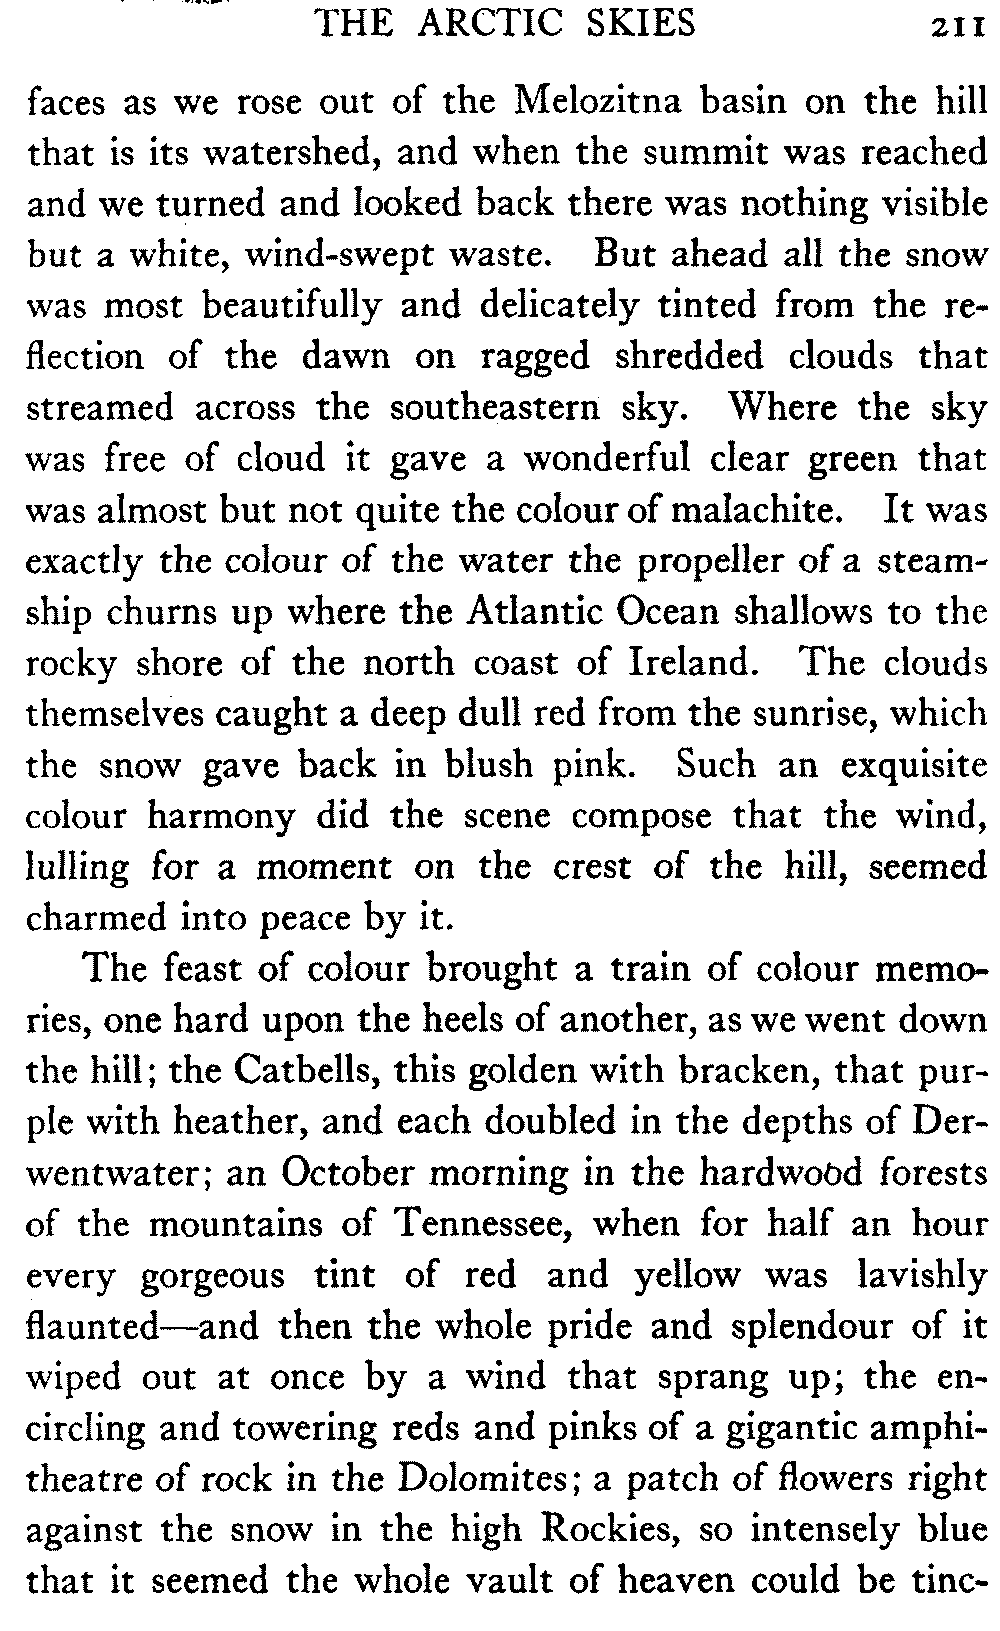 THE ARCTIC SKIES 211
faces as we rose out of the Melozitna basin on the hill
that is its watershed, and when the summit was reached
and we turned and looked back there was nothing visible
but a white, wind-swept waste. But ahead all the snow
was most beautifully and delicately tinted from the re-
flection of the dawn on ragged shredded clouds that
streamed across the southeastern sky. Where the sky
was free of cloud it gave a wonderful clear green that
was almost but not quite the colour of malachite. It was
exactly the colour of the water the propeller of a steam-
ship churns up where the Atlantic Ocean shallows to the
rocky shore of the north coast of Ireland. The clouds
themselves caught a deep dull red from the sunrise, which
the snow gave back in blush pink. Such an exquisite
colour harmony did the scene compose that the wind,
lulling for a moment on the crest of the hill, seemed
charmed into peace by it.
The feast of colour brought a train of colour memo-
ries, one hard upon the heels of another, as we went down
the hill; the Catbells, this golden with bracken, that pur-
ple with heather, and each doubled in the depths of Der-
wentwater; an October morning in the hardwood forests
of the mountains of Tennessee, when for half an hour
every gorgeous tint of red and yellow was lavishly
flaunted—and then the whole pride and splendour of it
wiped out at once by a wind that sprang up; the en-
circling and towering reds and pinks of a gigantic amphi-
theatre of rock in the Dolomites; a patch of flowers right
against the snow in the high Rockies, so intensely blue
that it seemed the whole vault of heaven could be tinc-